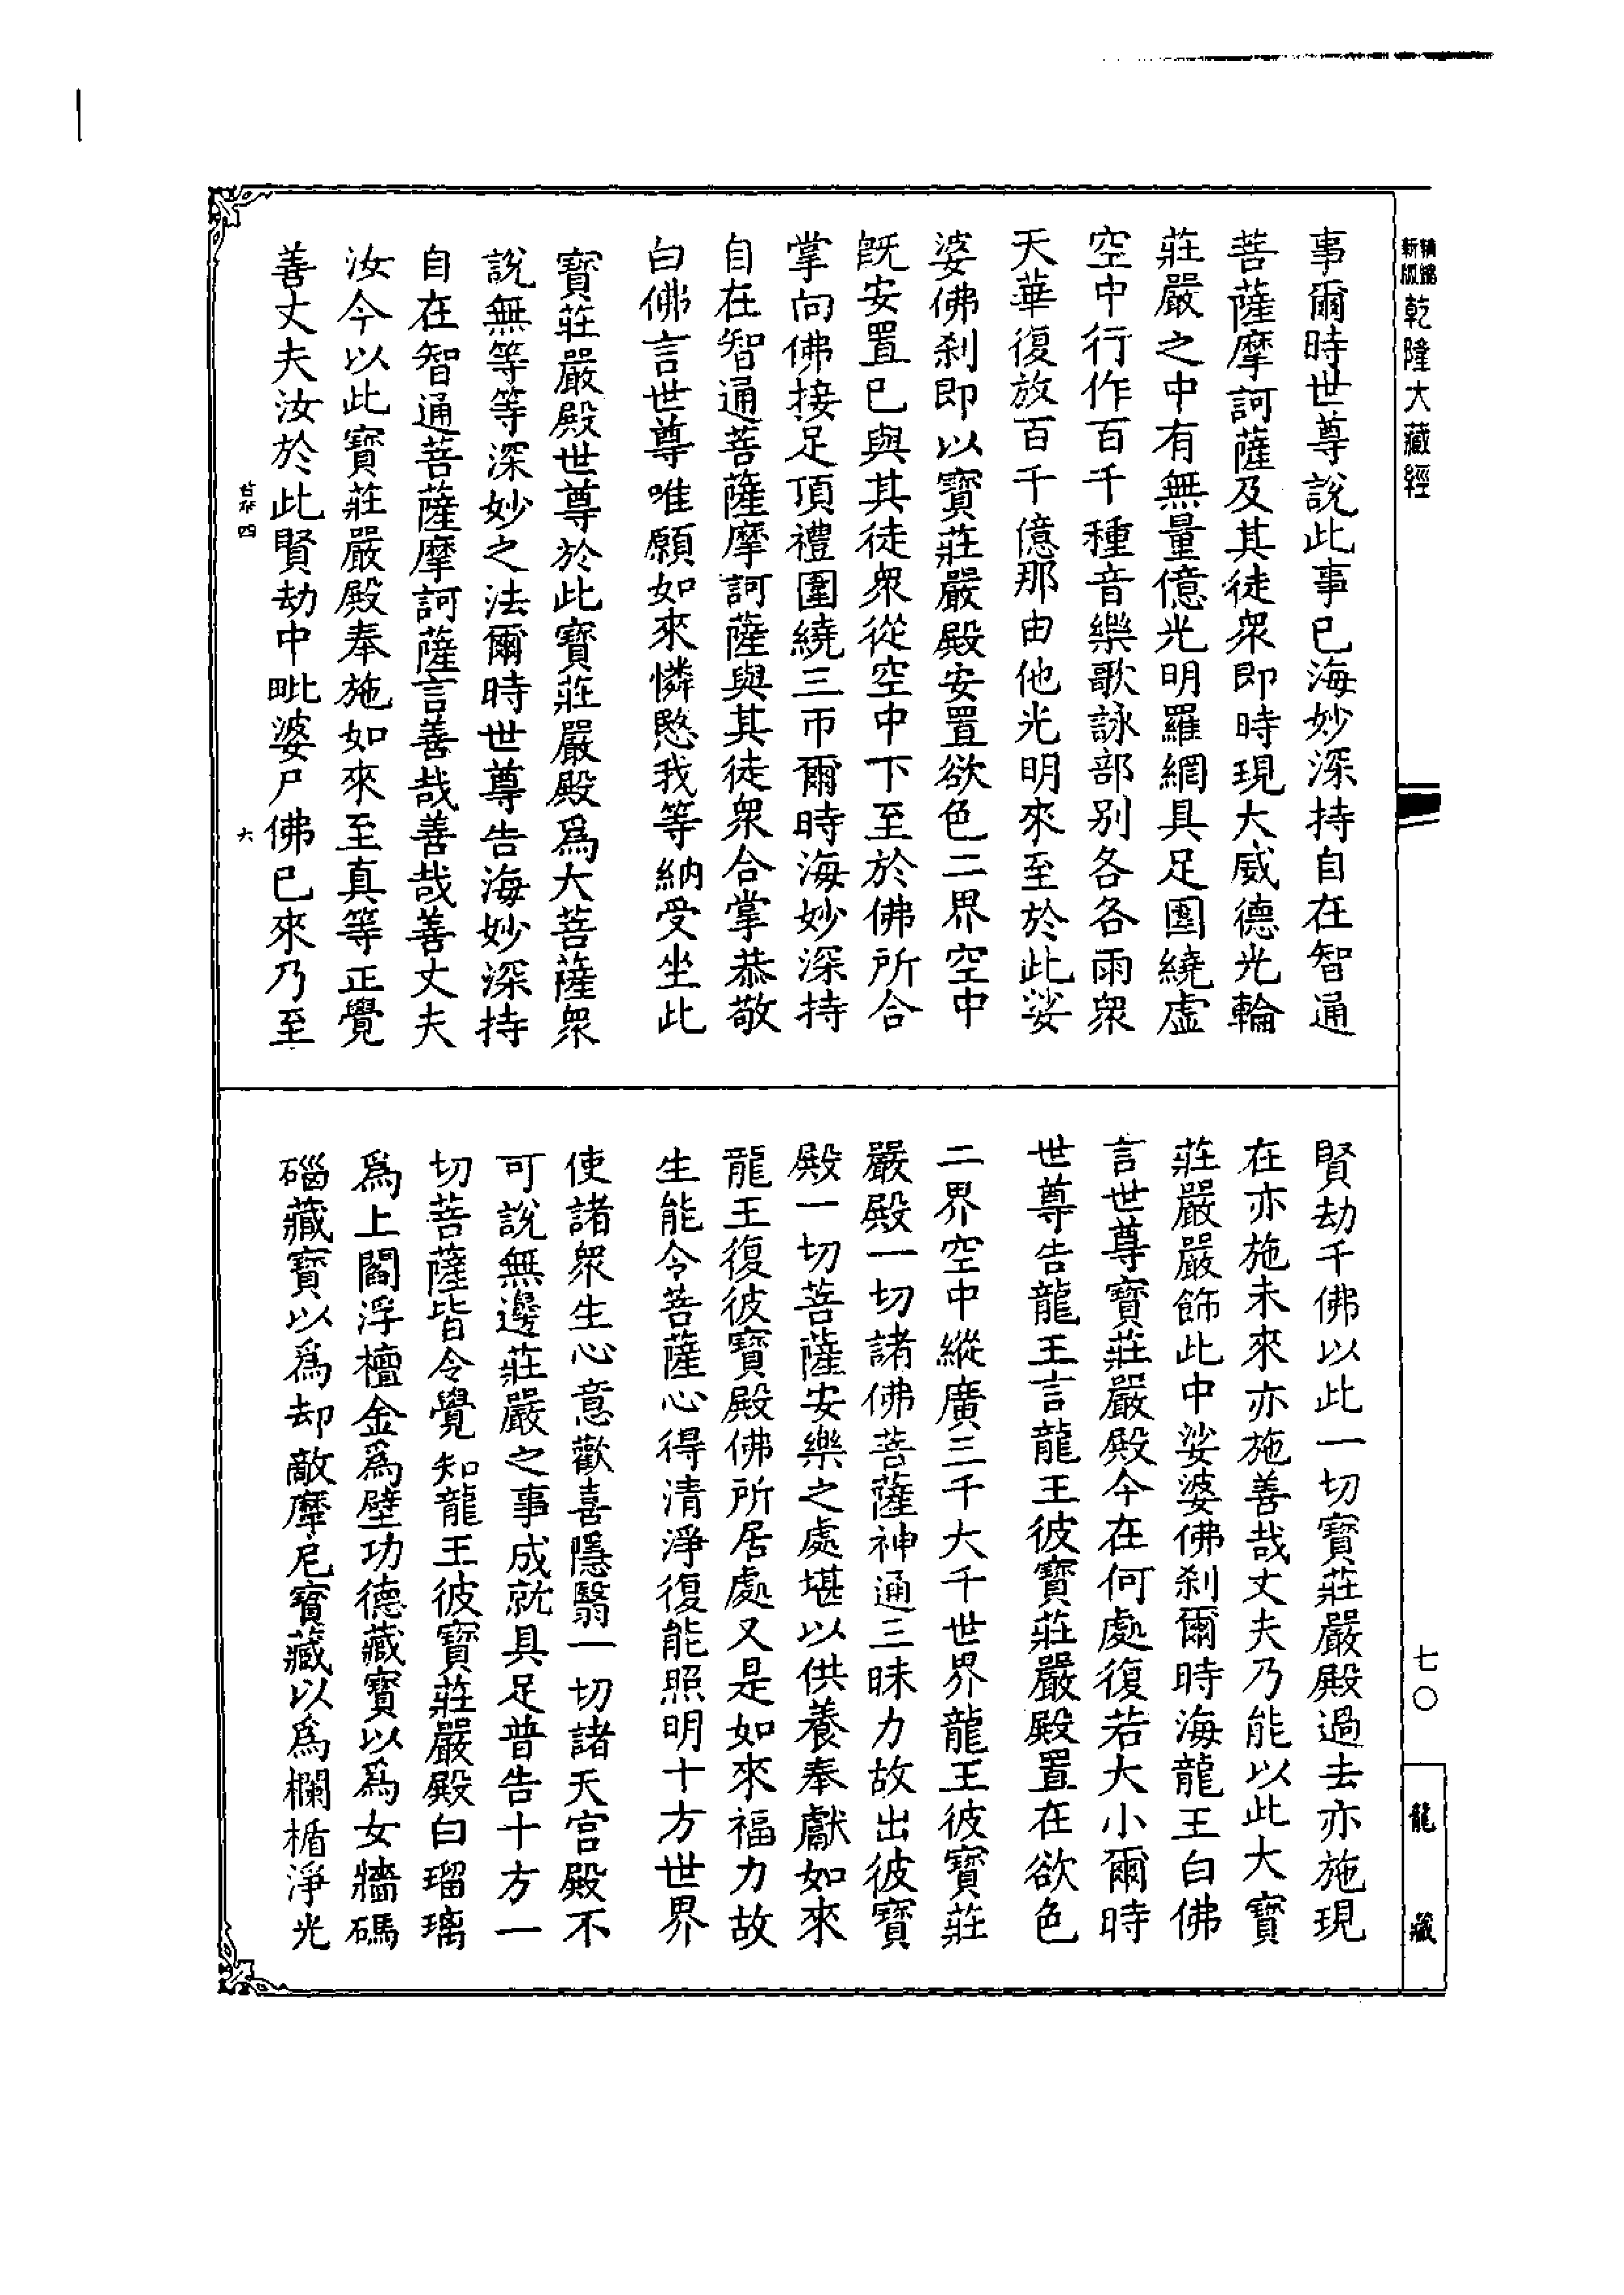 新版
精縮
乾隆大藏經
事爾時世尊說此事已海妙深持自在智通
菩薩摩訶薩及其徒衆即時現大威德光輪
莊嚴之中有無量億光明羅網具足圍繞虛
空中行作百千種音樂歌詠部別各各雨衆
天華復放百千億那由他光明來至於此娑
婆佛刹即以寶莊嚴殿安置欲色二界空中
既安置已與其徒衆從空中下至於佛所合
掌向佛接足頂禮圍繞三帀爾時海妙深持
自在智通菩薩摩訶薩與其徒衆合掌恭敬
白佛言世尊唯願如來憐愍我等納受坐此
寶莊嚴殿世尊於此寶莊嚴殿爲大菩薩衆
說無等等深妙之法爾時世尊告海妙深持
自在智通菩薩摩訶薩言善哉善哉善丈夫
汝今以此寶莊嚴殿奉施如來至真等正覺
善丈夫汝於此賢劫中毗婆尸佛已來乃至
四
六
賢劫千佛以此一切寶莊嚴殿過去亦施現
在亦施未來亦施善哉丈夫乃能以此大寶
莊嚴嚴飾此中娑婆佛刹爾時海龍王白佛
言世尊寶莊嚴殿今在何處復若大小爾時
世尊告龍王言龍王彼寶莊嚴殿置在欲色
二界空中縱廣三千大千世界龍王彼寶莊
嚴殿一切諸佛菩薩神通三昧力故出彼寶
殿一切菩薩安樂之處堪以供養奉獻如來
龍王復彼寶殿佛所居處又是如來福力故
生能令菩薩心得清淨復能照明十方世界
使諸衆生心意歡喜隱翳一切諸天宮殿不
可說無邊莊嚴之事成就具足普告十方一
切菩薩皆令覺知龍王彼寶莊嚴殿白瑠璃
爲上閻浮檀金爲壁功德藏寶以爲女牆碼
碯藏寶以爲却敵摩尼寶藏以爲欄楯淨光
七〇
龍藏